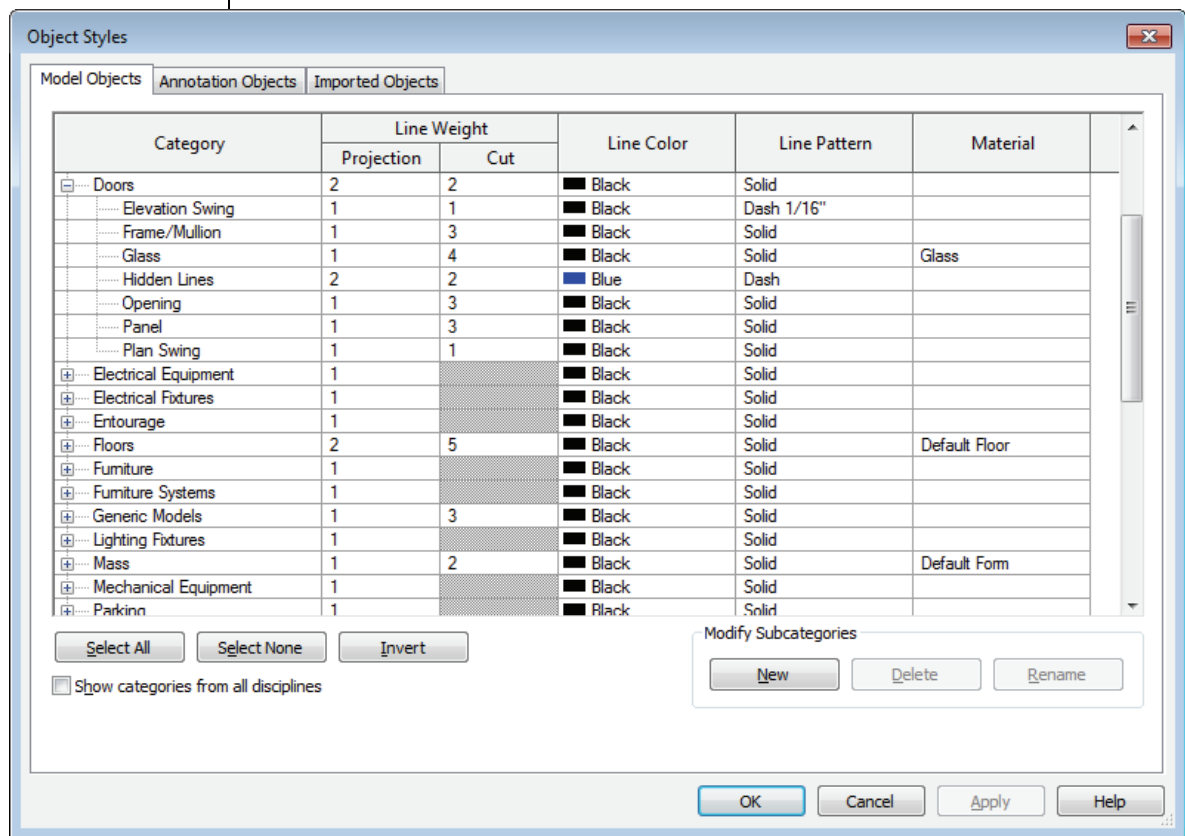 Object Styles
Model Objects Annotation Objects Imported Objects
Category Line Weight Line Color Line Pattern Material
Projection Cut
Doors 2 2 Black Solid
Elevation Swing 1 1 Black Dash 1/16"
Frame/Mullion 1 3 Black Solid
Glass 1 4 Black Solid Glass
Hidden Lines 2 2 Blue Dash
Opening 1 3 Black Solid
Panel 1 3 Black Solid
Plan Swing 1 1 Black Solid
Electrical Equipment 1 Black Solid
Electrical Fixtures 1 Black Solid
Entourage 1 Black Solid
Floors 2 5 Black Solid Default Floor
Furniture 1 Black Solid
Furniture Systems 1 Black Solid
Generic Models 1 3 Black Solid
Lighting Fixtures 1 Black Solid
Mass 1 2 Black Solid Default Form
Mechanical Equipment 1 Black Solid
Parking 1 Black Solid
Select All Select None Invert
Modify Subcategories
New Delete Rename
Show categories from all disciplines
OK Cancel Apply Help